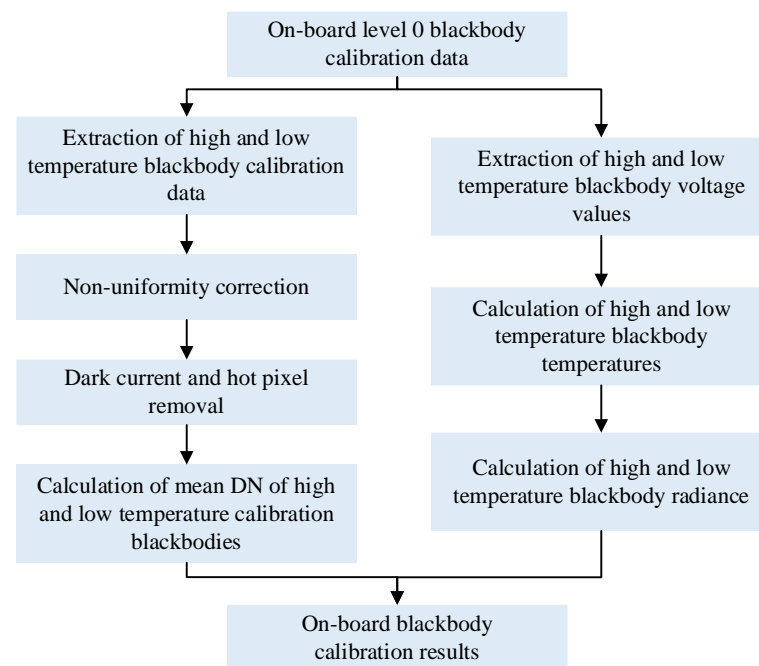 On-board level 0 blackbody
calibration data
Extraction of high and low
temperature blackbody calibration
data
Non-uniformity correction
Dark current and hot pixel
removal
Calculation of mean DN of high
and low temperature calibration
blackbodies
Extraction of high and low
temperature blackbody voltage
values
Calculation of high and low
temperature blackbody
temperatures
Calculation of high and low
temperature blackbody radiance
On-board blackbody
calibration results